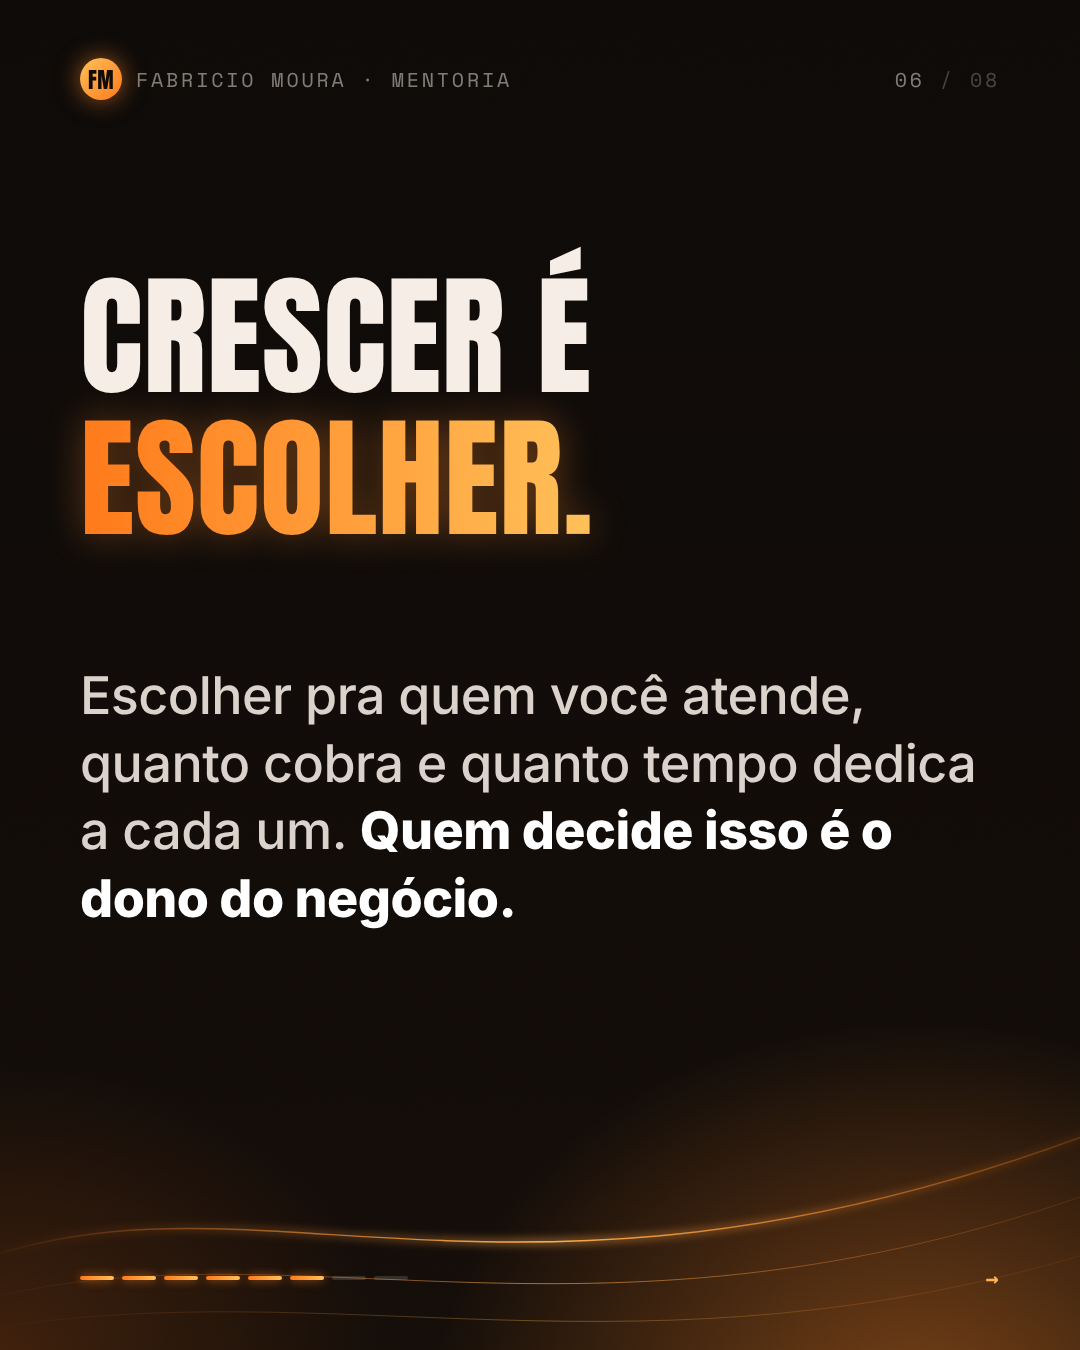 FM FABRICIO MOURA · MENTORIA
06 / 08
CRESCER É
ESCOLHER.
Escolher pra quem você atende,
quanto cobra e quanto tempo dedica
a cada um. Quem decide isso é o
dono do negócio.
→